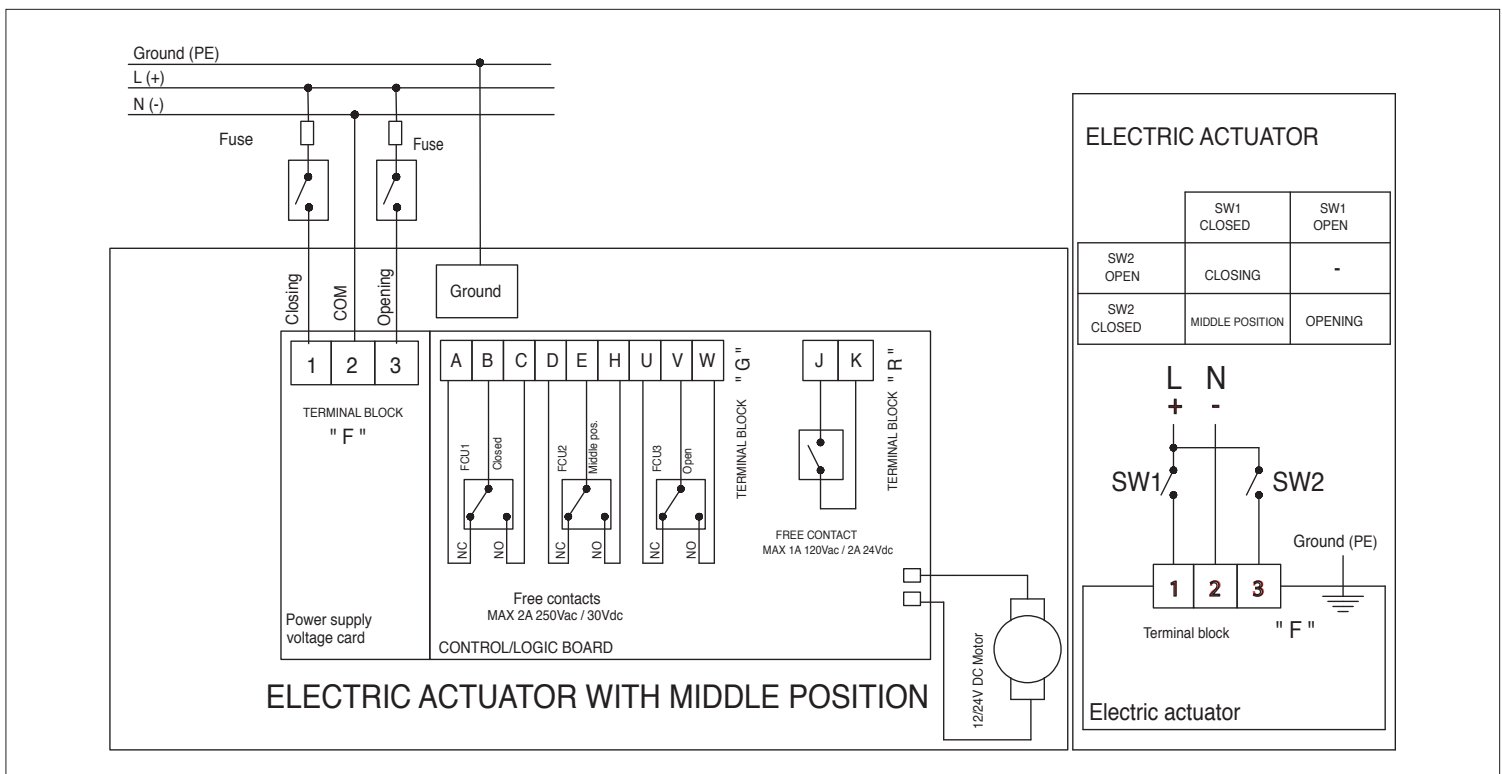 Ground (PE)
L (+)
N (-)
Fuse
Fuse
Closing
COM
Opening
Ground
1 2 3
TERMINAL BLOCK
" F "
A B C D E H U V W
TERMINAL BLOCK " G "
J K
TERMINAL BLOCK " R "
FCU1
Closed
FCU2
Middle pos.
FCU3
Open
NC
NO
NC
NO
NC
NO
FREE CONTACT
MAX 1A 120Vac / 2A 24Vdc
Free contacts
MAX 2A 250Vac / 30Vdc
Power supply
voltage card
CONTROL/LOGIC BOARD
12/24V DC Motor
ELECTRIC ACTUATOR WITH MIDDLE POSITION
ELECTRIC ACTUATOR
SW1
CLOSED
SW1
OPEN
SW2
OPEN
CLOSING
-
SW2
CLOSED
MIDDLE POSITION
OPENING
L N
+ -
SW1
SW2
Ground (PE)
1 2 3
Terminal block " F "
Electric actuator